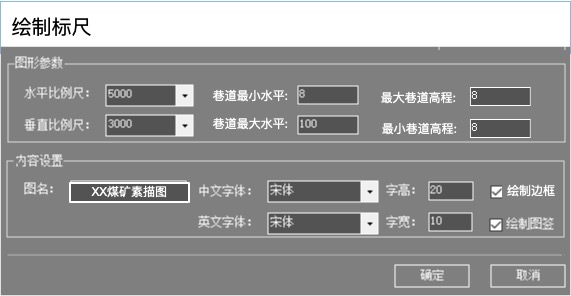 绘制标尺
图形参数
水平比例尺: 5000 巷道最小水平: 8 最大巷道高程: 8
垂直比例尺: 3000 巷道最大水平: 100 最小巷道高程: 8
内容设置
图名: XX煤矿素描图 中文字体: 宋体 字高: 20 绘制边框
英文字体: 宋体 字宽: 10 绘制图签
确定 取消